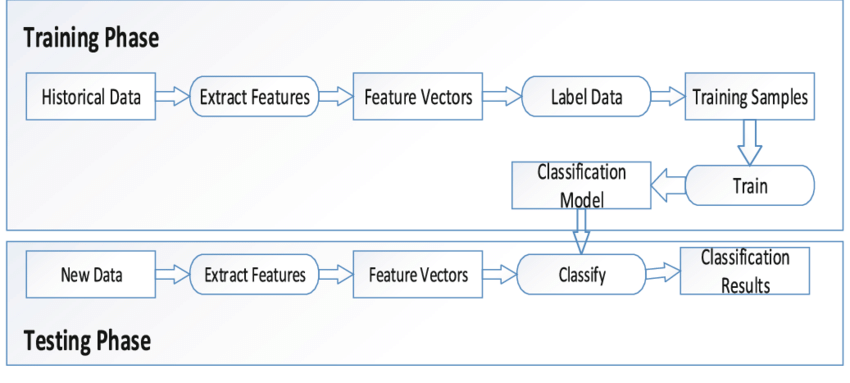 Training Phase
Historical Data
Extract Features
Feature Vectors
Label Data
Training Samples
Classification
Model
Train
New Data
Extract Features
Feature Vectors
Classify
Classification
Results
Testing Phase